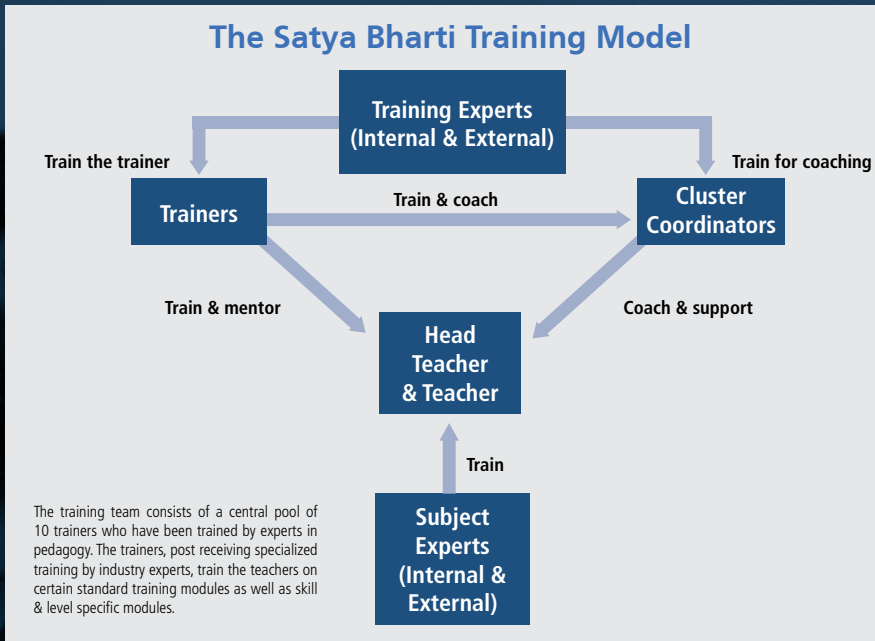 The Satya Bharti Training Model
Training Experts
(Internal & External)
Train the trainer
Train for coaching
Trainers
Train & coach
Cluster
Coordinators
Train & mentor
Coach & support
Head
Teacher
& Teacher
Train
Subject
Experts
(Internal &
External)
The training team consists of a central pool of
10 trainers who have been trained by experts in
pedagogy. The trainers, post receiving specialized
training by industry experts, train the teachers on
certain standard training modules as well as skill
& level specific modules.